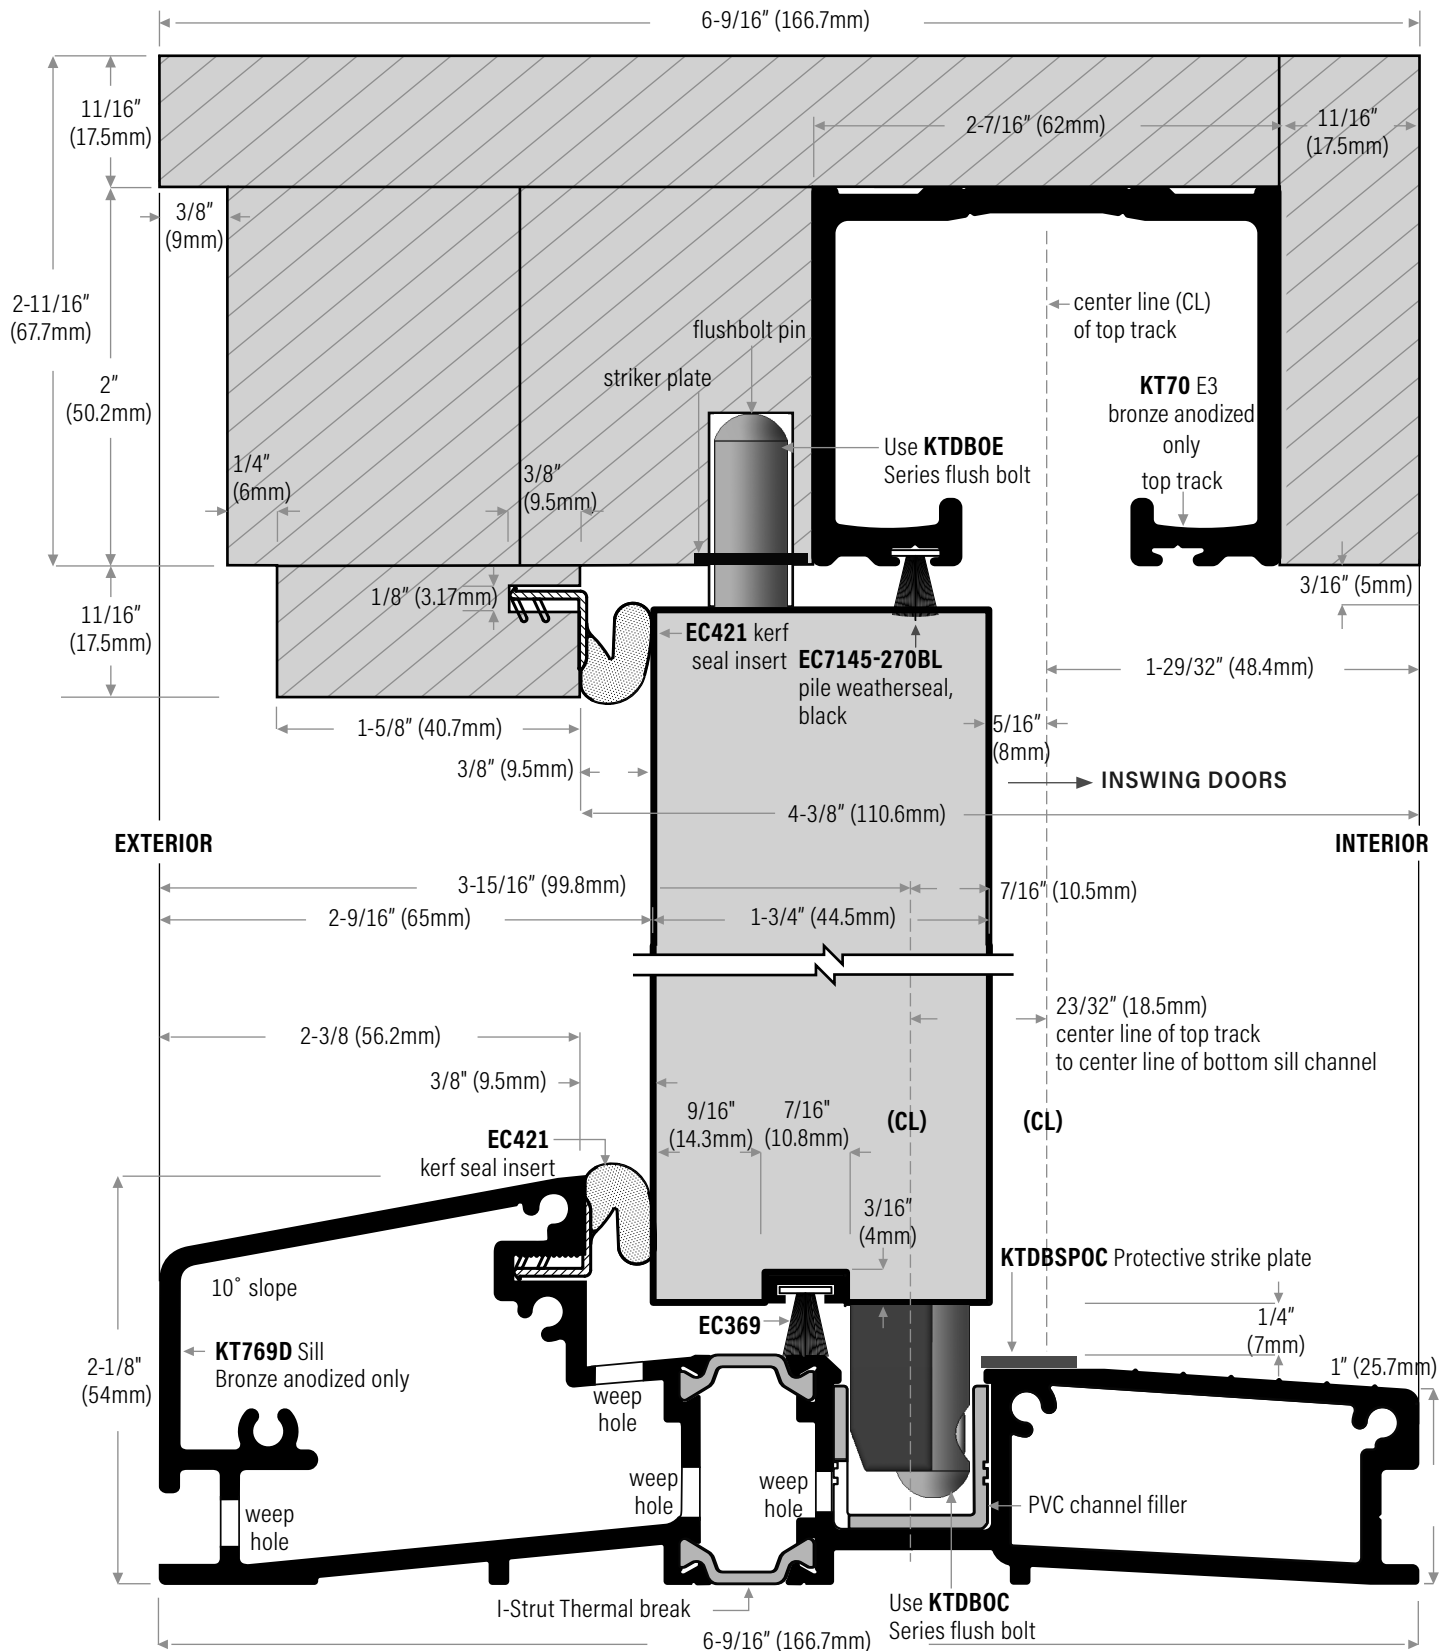 6-9/16" (166.7mm)
11/16"
(17.5mm)
2-7/16" (62mm)
11/16"
(17.5mm)
3/8"
(9mm)
2-11/16"
(67.7mm)
center line (CL)
of top track
flushbolt pin
striker plate
2"
(50.2mm)
KT70 E3
bronze anodized
only
top track
Use KTDBOE
Series flush bolt
1/4"
(6mm)
3/8"
(9.5mm)
1/8" (3.17mm)
3/16" (5mm)
11/16"
(17.5mm)
EC421 kerf
seal insert
EC7145-270BL
pile weatherseal,
black
1-29/32" (48.4mm)
1-5/8" (40.7mm)
5/16"
(8mm)
3/8" (9.5mm)
INSWING DOORS
4-3/8" (110.6mm)
EXTERIOR
INTERIOR
3-15/16" (99.8mm)
7/16" (10.5mm)
2-9/16" (65mm)
1-3/4" (44.5mm)
23/32" (18.5mm)
center line of top track
to center line of bottom sill channel
2-3/8 (56.2mm)
3/8" (9.5mm)
9/16"
(14.3mm)
7/16"
(10.8mm)
(CL)
(CL)
EC421
kerf seal insert
3/16"
(4mm)
KTDBSPOC Protective strike plate
10˚ slope
1/4"
(7mm)
EC369
KT769D Sill
Bronze anodized only
2-1/8"
(54mm)
1" (25.7mm)
weep
hole
weep
hole
weep
hole
weep
hole
PVC channel filler
I-Strut Thermal break
Use KTDBOC
Series flush bolt
6-9/16" (166.7mm)